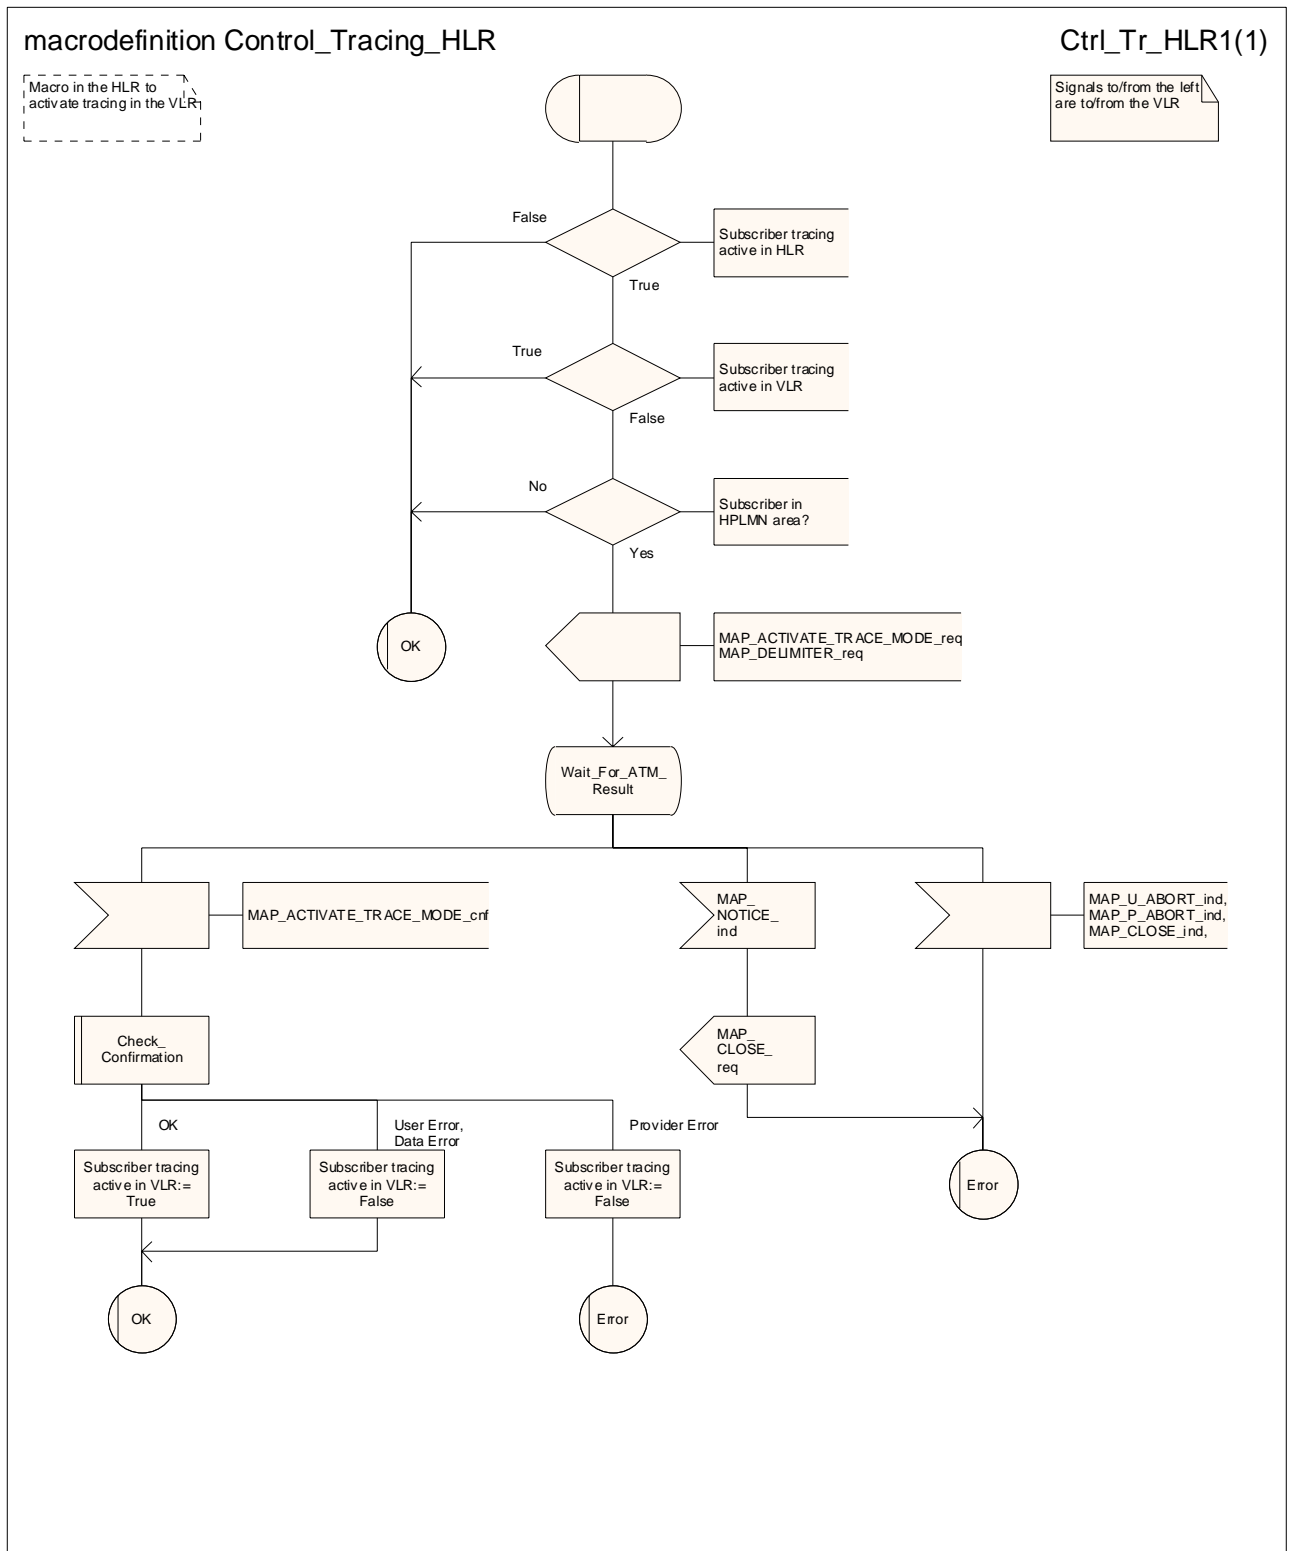 macrodefinition Control_Tracing_HLR
Ctrl_Tr_HLR1(1)
Macro in the HLR to
activate tracing in the VLR
Signals to/from the left
are to/from the VLR
False
Subscriber tracing
active in HLR
True
True
Subscriber tracing
active in VLR
False
No
Subscriber in
HPLMN area?
Yes
OK
MAP_ACTIVATE_TRACE_MODE_req
MAP_DELIMITER_req
Wait_For_ATM_
Result
MAP_ACTIVATE_TRACE_MODE_cnf
MAP_
NOTICE_
ind
MAP_U_ABORT_ind,
MAP_P_ABORT_ind,
MAP_CLOSE_ind,
Check_
Confirmation
MAP_
CLOSE_
req
OK
User Error,
Data Error
Provider Error
Subscriber tracing
active in VLR:=
True
Subscriber tracing
active in VLR:=
False
Subscriber tracing
active in VLR:=
False
Error
OK
Error